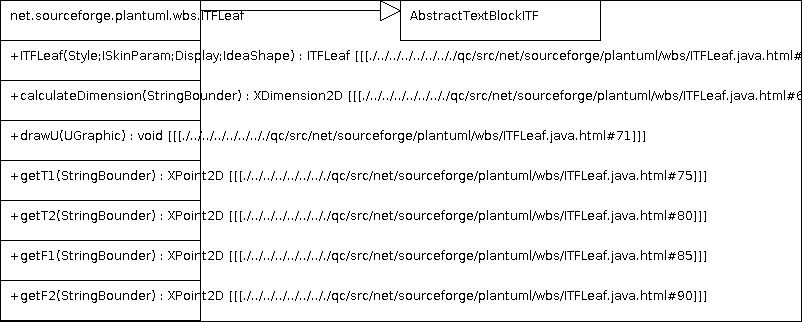 net.sourceforge.plantuml.wbs.ITFLeaf
AbstractTextBlockITF
+ITFLeaf(Style;ISkinParam;Display;IdeaShape) : ITFLeaf [[[./../../../../../../../qc/src/net/sourceforge/plantuml/wbs/ITFLeaf.java.html#
+calculateDimension(StringBounder) : XDimension2D [[[./../../../../../../../qc/src/net/sourceforge/plantuml/wbs/ITFLeaf.java.html#6
+drawU(UGraphic) : void [[[./../../../../../../../qc/src/net/sourceforge/plantuml/wbs/ITFLeaf.java.html#71]]]
+getT1(StringBounder) : XPoint2D [[[./../../../../../../../qc/src/net/sourceforge/plantuml/wbs/ITFLeaf.java.html#75]]]
+getT2(StringBounder) : XPoint2D [[[./../../../../../../../qc/src/net/sourceforge/plantuml/wbs/ITFLeaf.java.html#80]]]
+getF1(StringBounder) : XPoint2D [[[./../../../../../../../qc/src/net/sourceforge/plantuml/wbs/ITFLeaf.java.html#85]]]
+getF2(StringBounder) : XPoint2D [[[./../../../../../../../qc/src/net/sourceforge/plantuml/wbs/ITFLeaf.java.html#90]]]